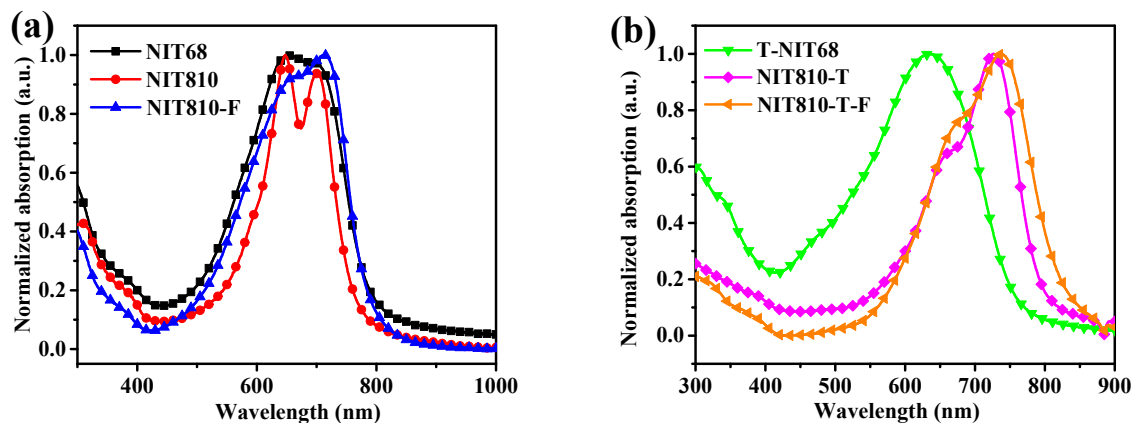 (a)
NIT68
NIT810
NIT810-F
Normalized absorption (a.u.)
1.0
0.8
0.6
0.4
0.2
0.0
400 600 800 1000
Wavelength (nm)
(b)
T-NIT68
NIT810-T
NIT810-T-F
Normalized absorption (a.u.)
1.0
0.8
0.6
0.4
0.2
0.0
300 400 500 600 700 800 900
Wavelength (nm)